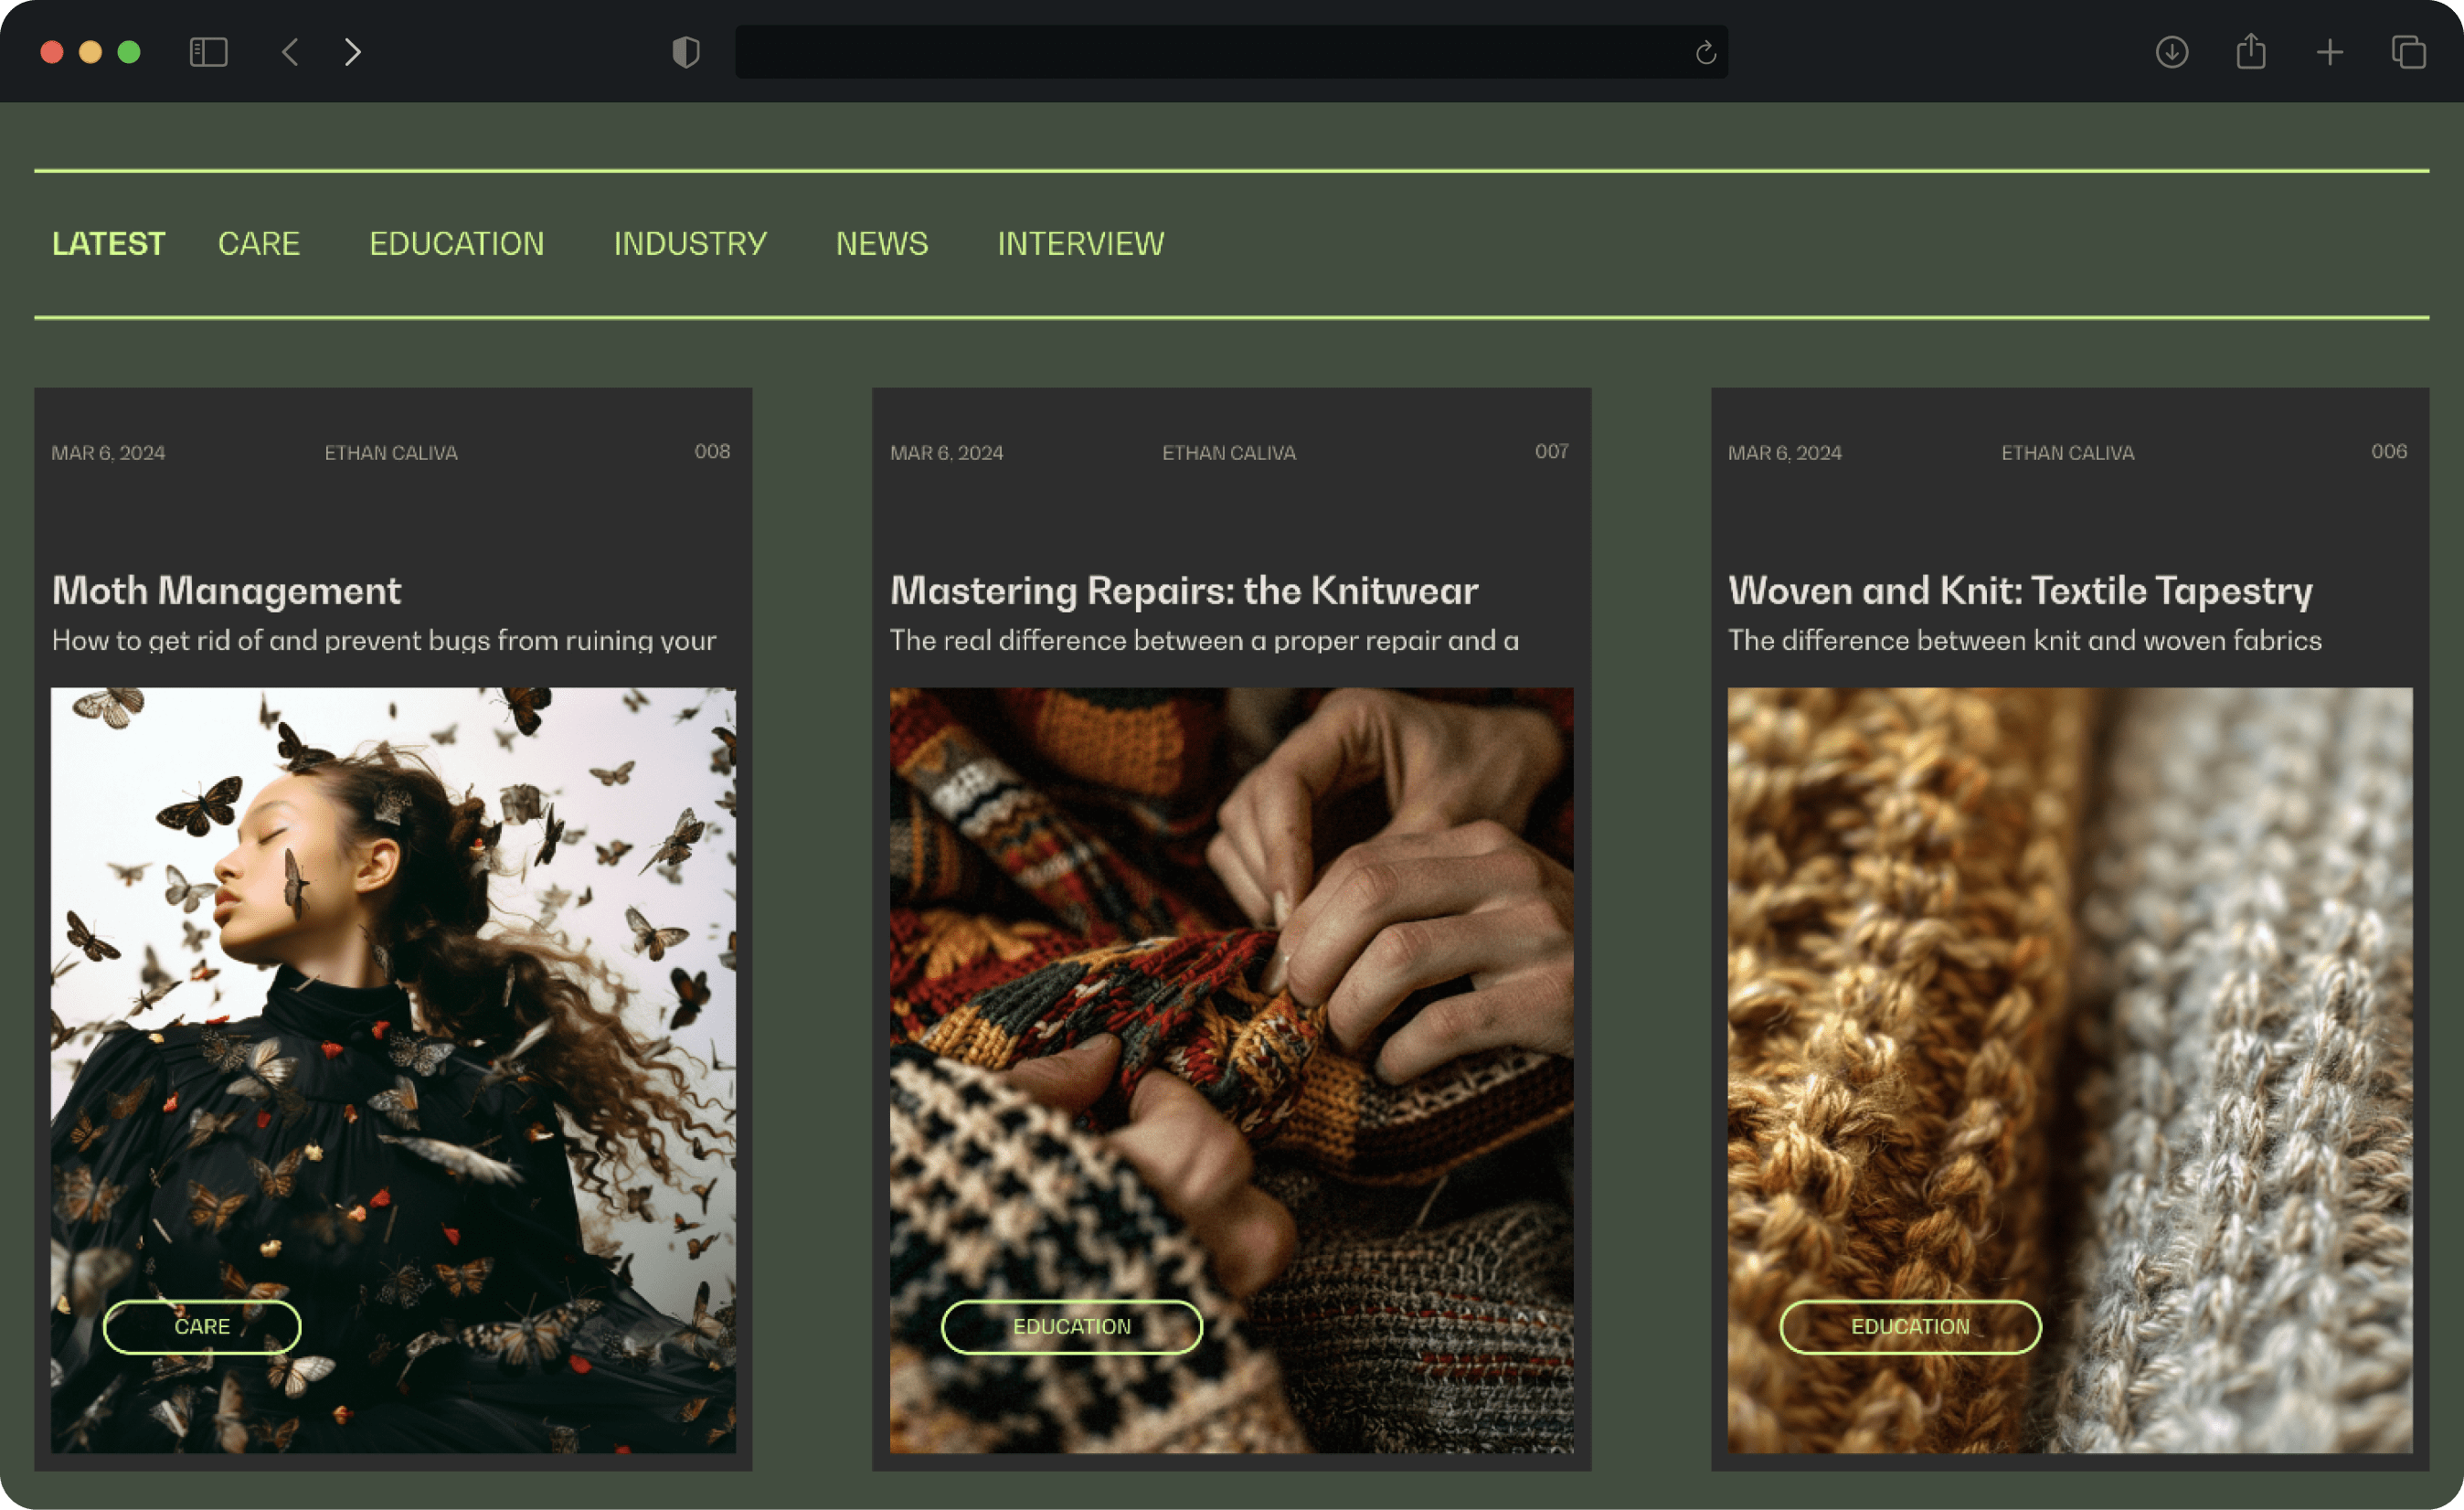 LATEST CARE EDUCATION INDUSTRY NEWS INTERVIEW
MAR 6, 2024 ETHAN CALIVA 008
Moth Management
How to get rid of and prevent bugs from ruining your
CARE
MAR 6, 2024 ETHAN CALIVA 007
Mastering Repairs: the Knitwear
The real difference between a proper repair and a
EDUCATION
MAR 6, 2024 ETHAN CALIVA 006
Woven and Knit: Textile Tapestry
The difference between knit and woven fabrics
EDUCATION